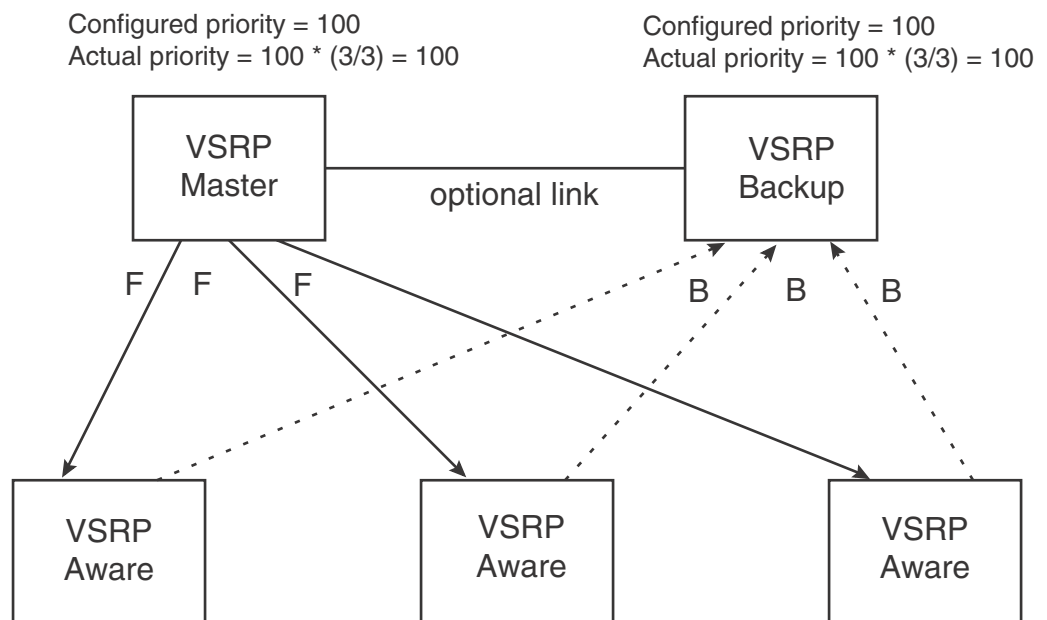 Configured priority = 100
Actual priority = 100 * (3/3) = 100
Configured priority = 100
Actual priority = 100 * (3/3) = 100
VSRP
Master
optional link
VSRP
Backup
F
F
F
B
B
B
VSRP
Aware
VSRP
Aware
VSRP
Aware